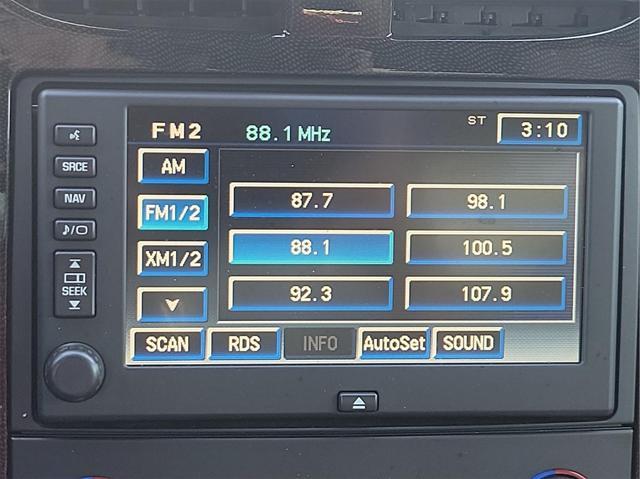 FM2 88.1 MHz ST 3:10
SRCE
NAV
SEEK
AM
FM1/2
XM1/2
87.7 98.1
88.1 100.5
92.3 107.9
SCAN RDS INFO AutoSet SOUND